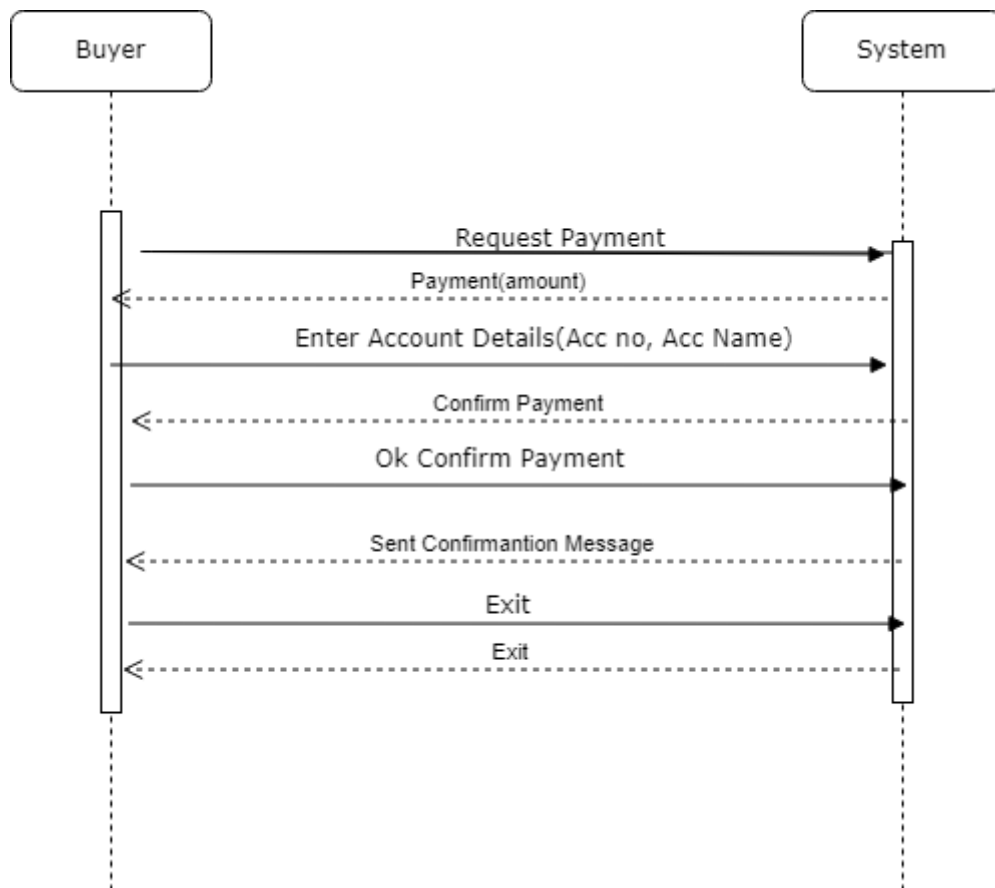 Buyer
System
Request Payment
Payment(amount)
Enter Account Details(Acc no, Acc Name)
Confirm Payment
Ok Confirm Payment
Sent Confirmantion Message
Exit
Exit